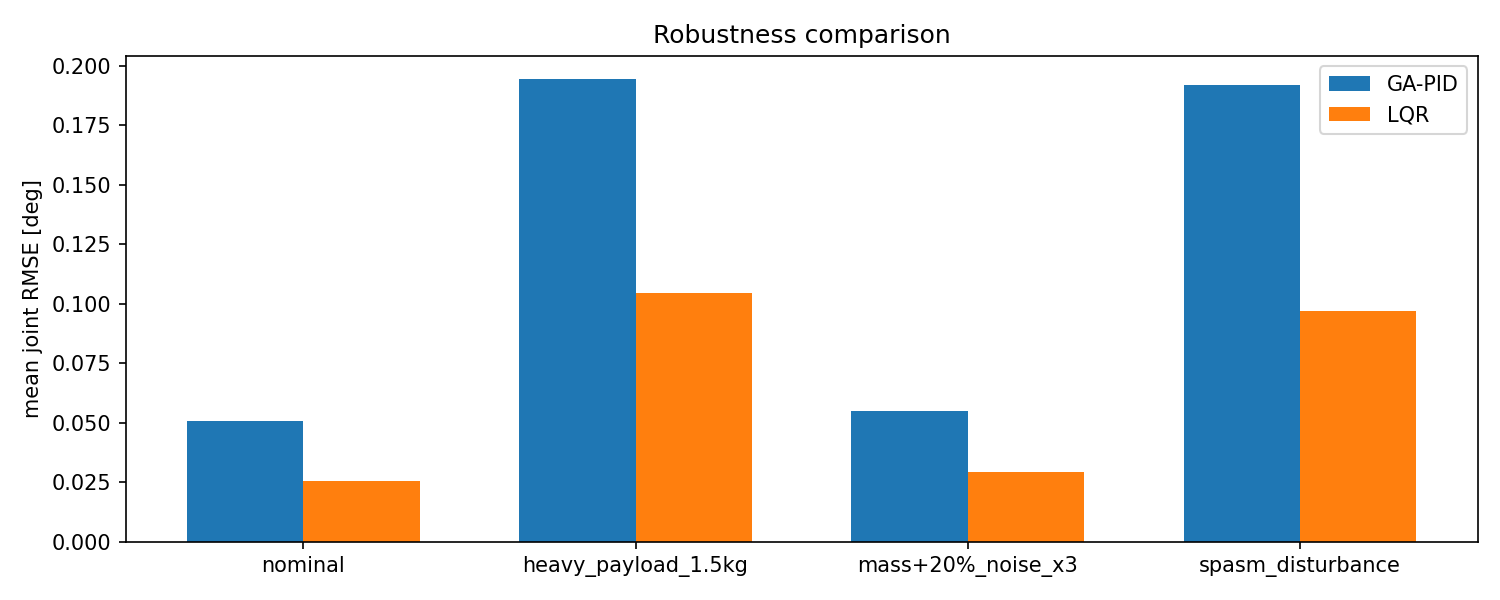 Robustness comparison
GA-PID
LQR
mean joint RMSE [deg]
0.200
0.175
0.150
0.125
0.100
0.075
0.050
0.025
0.000
nominal
heavy_payload_1.5kg
mass+20%_noise_x3
spasm_disturbance